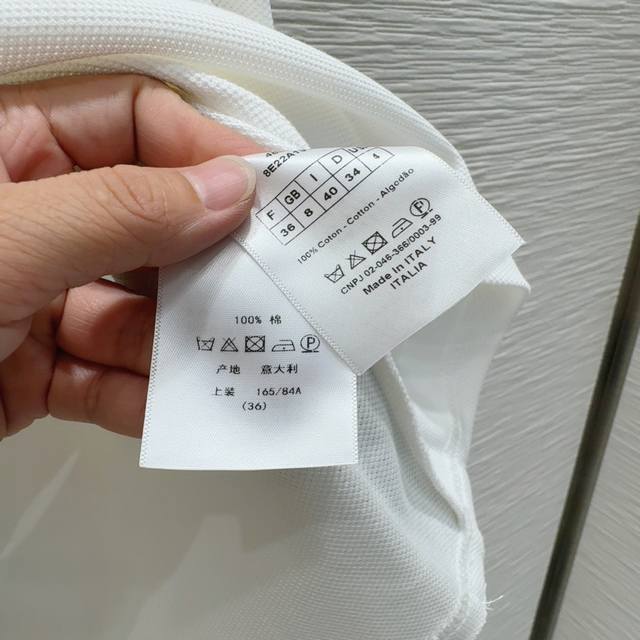 8E22A
F GB I D
36 8 40 34 4
100% Coton - Cotton - Algodão
CNPJ 02.046.366/0003-99
Made in ITALY
ITALIA
100% 棉
P
产地 意大利
上装 165/84A
(36)